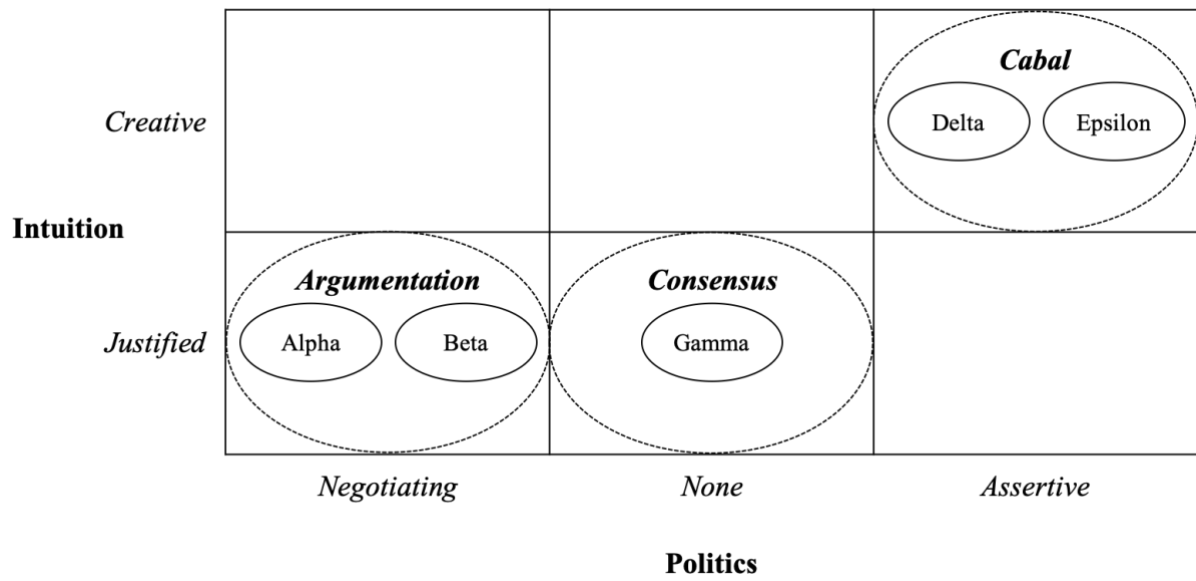 Cabal
Creative
Delta
Epsilon
Intuition
Argumentation
Consensus
Justified
Alpha
Beta
Gamma
Negotiating
None
Assertive
Politics